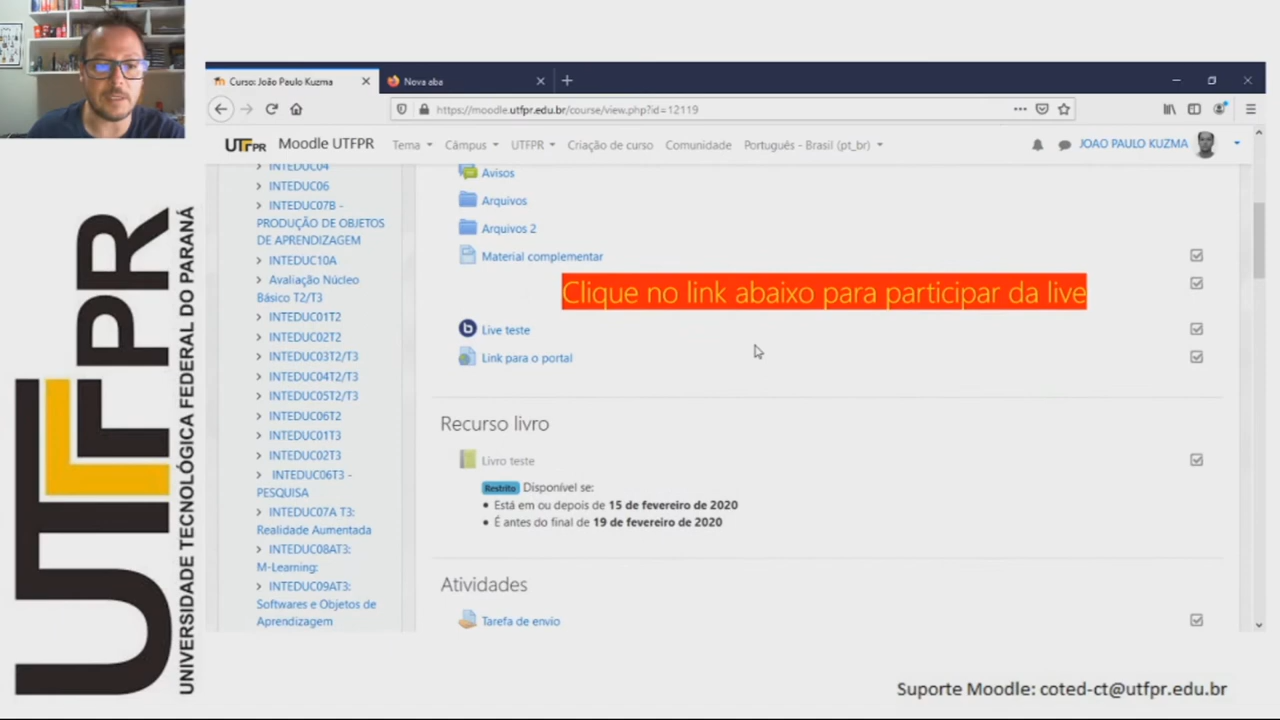 Curso: João Paulo Kuzma
Nova aba
https://moodle.utfpr.edu.br/course/view.php?id=12119
UTFPR Moodle UTFPR Tema Câmpus UTFPR Criação de curso Comunidade Português - Brasil (pt_br) JOAO PAULO KUZMA
INTEDUC04
INTEDUC06
INTEDUC07B -
PRODUÇÃO DE OBJETOS
DE APRENDIZAGEM
INTEDUC10A
Avaliação Núcleo
Básico T2/T3
INTEDUC01T2
INTEDUC02T2
INTEDUC03T2/T3
INTEDUC04T2/T3
INTEDUC05T2/T3
INTEDUC06T2
INTEDUC01T3
INTEDUC02T3
INTEDUC06T3 -
PESQUISA
INTEDUC07A T3:
Realidade Aumentada
INTEDUC08AT3:
M-Learning:
INTEDUC09AT3:
Softwares e Objetos de
Aprendizagem
Avisos
Arquivos
Arquivos 2
Material complementar
Clique no link abaixo para participar da live
Live teste
Link para o portal
Recurso livro
Livro teste
Restrito Disponível se:
• Está em ou depois de 15 de fevereiro de 2020
• É antes do final de 19 de fevereiro de 2020
Atividades
Tarefa de envio
UTFPR
UNIVERSIDADE TECNOLÓGICA FEDERAL DO PARANÁ
Suporte Moodle: coted-ct@utfpr.edu.br